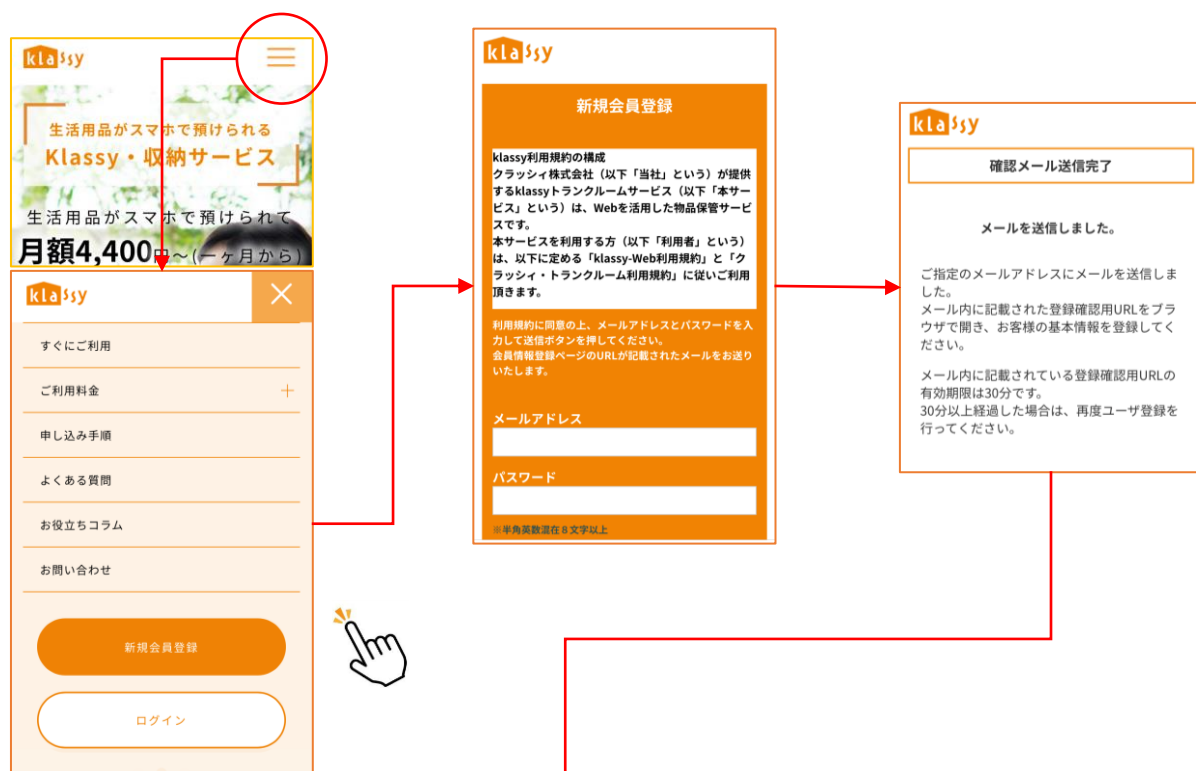 klassy
生活用品がスマホで預けられる
Klassy・収納サービス
生活用品がスマホで預けられて
月額4,400円～(一ヶ月から)
klassy
すぐにご利用
ご利用料金
申し込み手順
よくある質問
お役立ちコラム
お問い合わせ
新規会員登録
ログイン
klassy
新規会員登録
klassy利用規約の構成
クラッシィ株式会社（以下「当社」という）が提供
するklassyトランクルームサービス（以下「本サー
ビス」という）は、Webを活用した物品保管サービ
スです。
本サービスを利用する方（以下「利用者」という）
は、以下に定める「klassy-Web利用規約」と「ク
ラッシィ・トランクルーム利用規約」に従いご利用
頂きます。
利用規約に同意の上、メールアドレスとパスワードを入
力して送信ボタンを押してください。
会員情報登録ページのURLが記載されたメールをお送り
いたします。
メールアドレス
パスワード
※半角英数混在８文字以上
klassy
確認メール送信完了
メールを送信しました。
ご指定のメールアドレスにメールを送信しま
した。
メール内に記載された登録確認用URLをブラ
ウザで開き、お客様の基本情報を登録してく
ださい。
メール内に記載されている登録確認用URLの
有効期限は30分です。
30分以上経過した場合は、再度ユーザ登録を
行ってください。